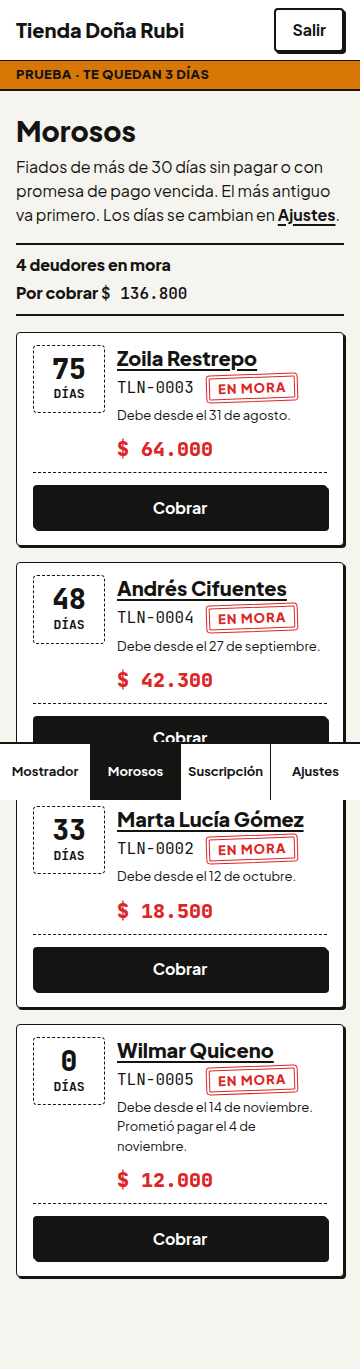 Tienda Doña Rubi
Salir
PRUEBA · TE QUEDAN 3 DÍAS
Morosos
Fiados de más de 30 días sin pagar o con
promesa de pago vencida. El más antiguo
va primero. Los días se cambian en Ajustes.
4 deudores en mora
Por cobrar $ 136.800
75
DÍAS
Zoila Restrepo
TLN-0003 EN MORA
Debe desde el 31 de agosto.
$ 64.000
Cobrar
48
DÍAS
Andrés Cifuentes
TLN-0004 EN MORA
Debe desde el 27 de septiembre.
$ 42.300
Cobrar
Mostrador Morosos Suscripción Ajustes
33
DÍAS
Marta Lucía Gómez
TLN-0002 EN MORA
Debe desde el 12 de octubre.
$ 18.500
Cobrar
0
DÍAS
Wilmar Quiceno
TLN-0005 EN MORA
Debe desde el 14 de noviembre.
Prometió pagar el 4 de
noviembre.
$ 12.000
Cobrar